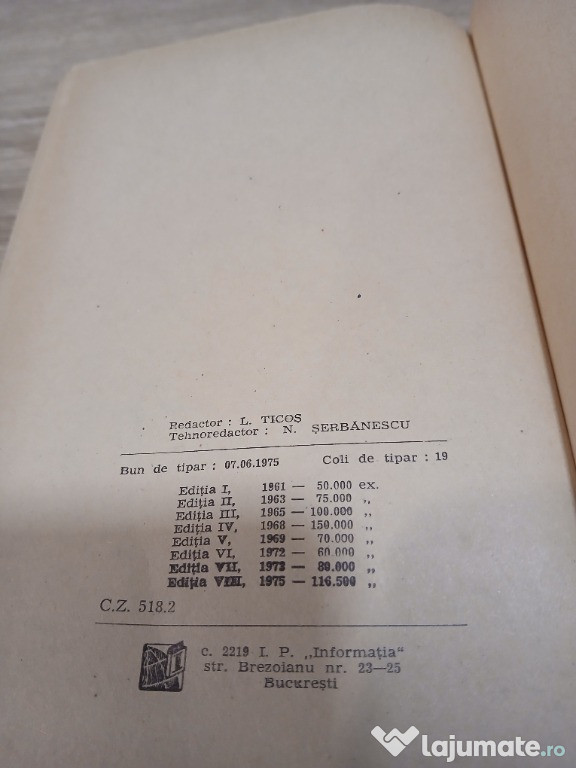 Redactor : L. TICOS
Tehnoredactor : N. ȘERBĂNESCU
Bun de tipar : 07.06.1975 Coli de tipar : 19
Ediția I, 1961 — 50.000 ex.
Ediția II, 1963 — 75.000 „
Ediția III, 1965 — 100.000 „
Ediția IV, 1968 — 150.000 „
Ediția V, 1969 — 70.000 „
Ediția VI, 1972 — 60.000 „
Ediția VII, 1973 — 80.000 „
Ediția VIII, 1975 — 116.500 „
C.Z. 518.2
c. 2219 I. P. „Informația“
str. Brezoianu nr. 23—25
București
lajumate.ro